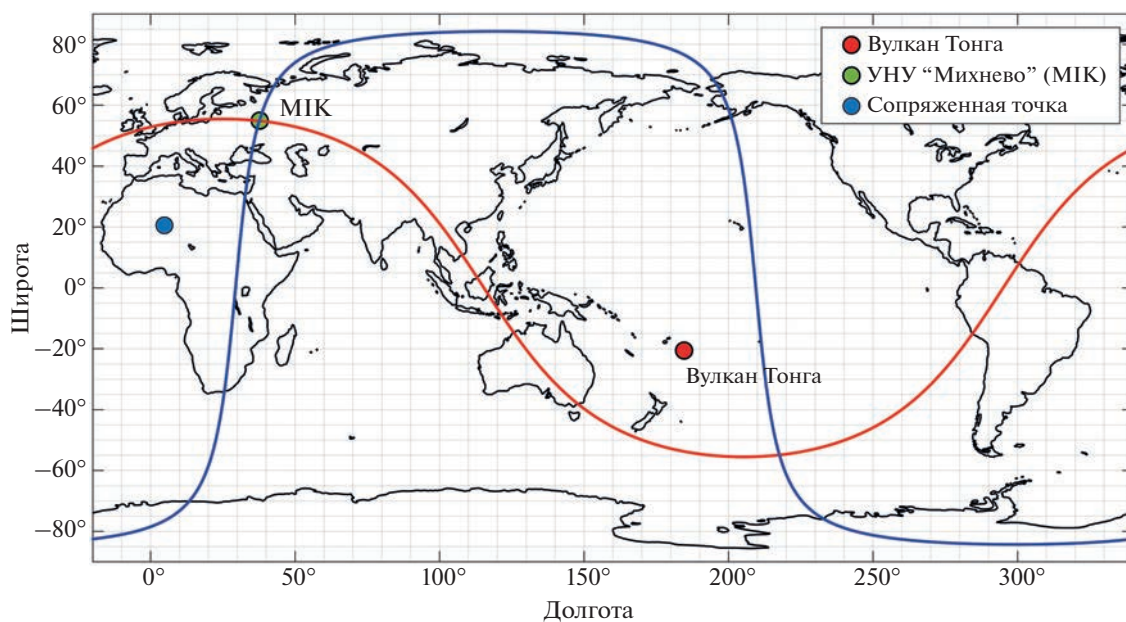 80°
60°
40°
20°
0°
−20°
−40°
−60°
−80°
Широта
Вулкан Тонга
УНУ “Михнево” (MIK)
Сопряженная точка
MIK
Вулкан Тонга
0° 50° 100° 150° 200° 250° 300°
Долгота